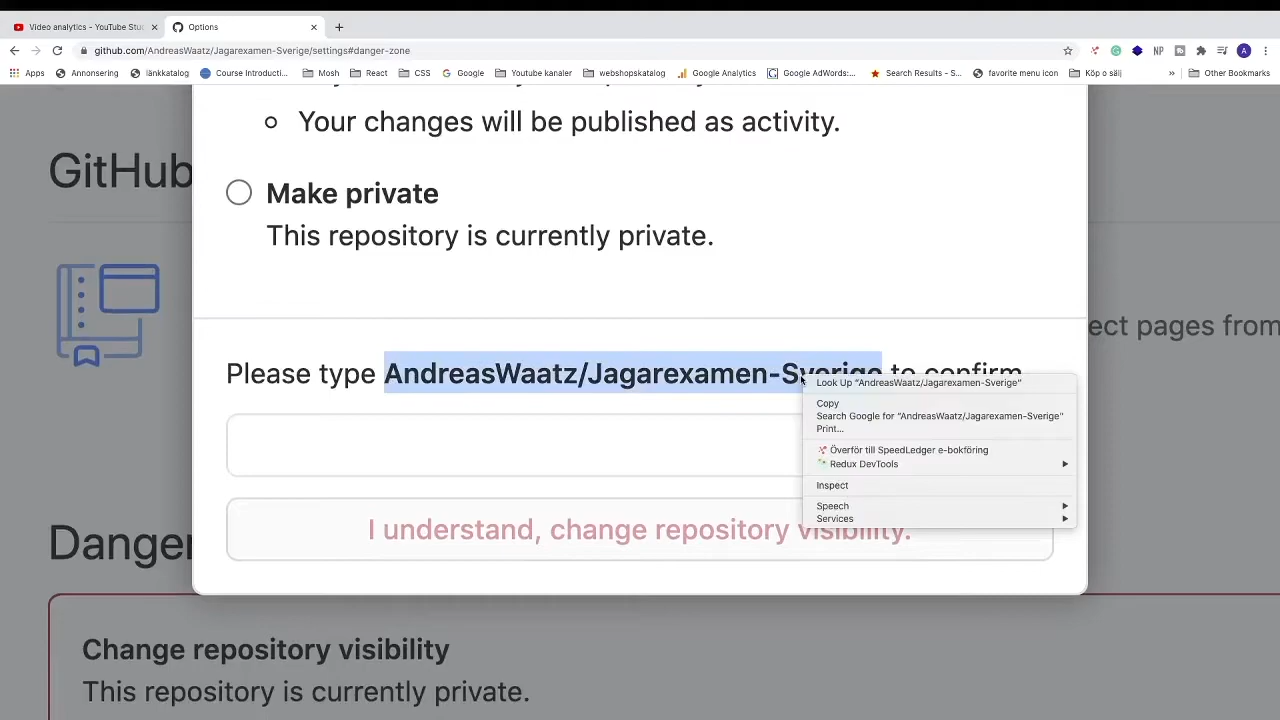 Video analytics - YouTube Stu
Options
github.com/AndreasWaatz/Jagarexamen-Sverige/settings#danger-zone
NP
A
Apps
Annonsering
länkkatalog
Course Introducti...
Mosh
React
CSS
Google
Youtube kanaler
webshopskatalog
Google Analytics
Google AdWords:...
Search Results - S...
favorite menu icon
Köp o sälj
»
Other Bookmarks
Your changes will be published as activity.
GitHub
Make private
This repository is currently private.
ect pages from
Please type AndreasWaatz/Jagarexamen-Sverige to confirm
Look Up “AndreasWaatz/Jagarexamen-Sverige”
Copy
Search Google for “AndreasWaatz/Jagarexamen-Sverige”
Print...
Överför till SpeedLedger e-bokföring
Redux DevTools
Inspect
Speech
Services
I understand, change repository visibility.
Danger
Change repository visibility
This repository is currently private.